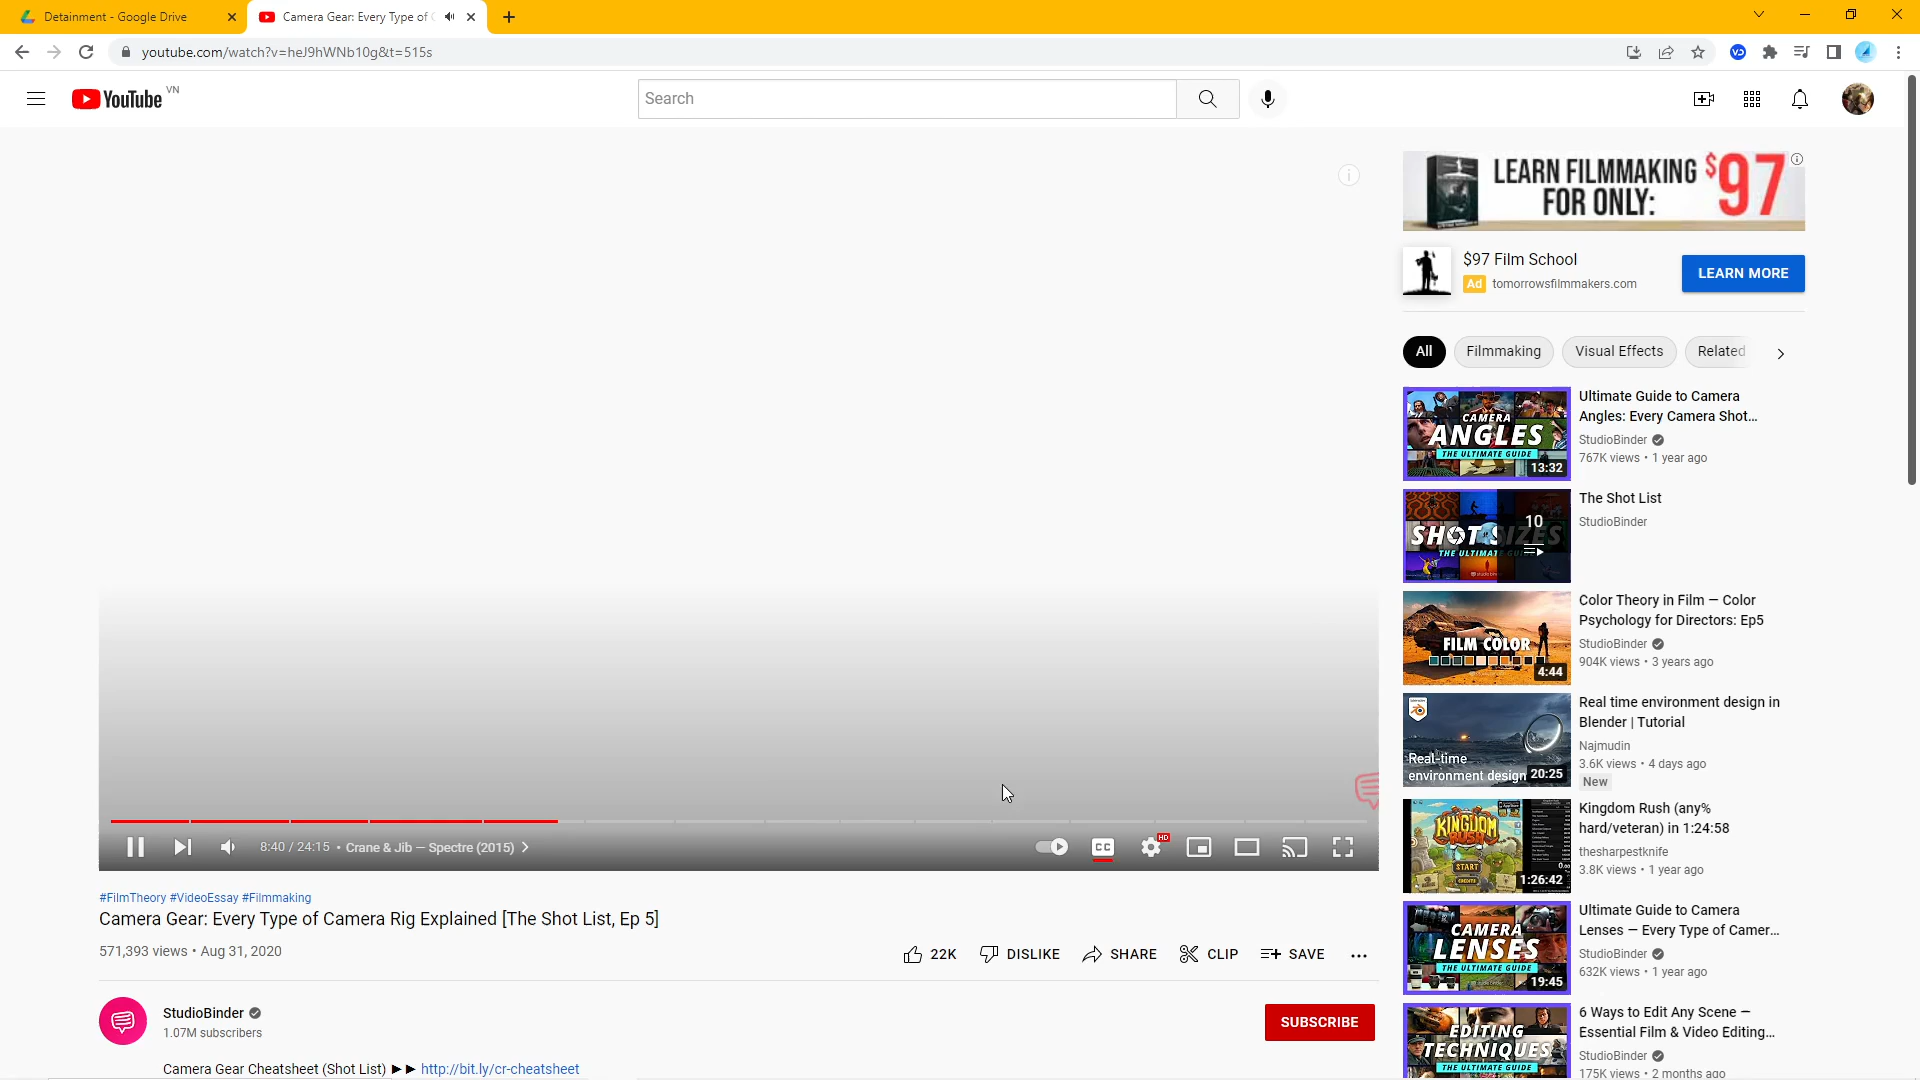 Detainment - Google Drive
Camera Gear: Every Type of
youtube.com/watch?v=heJ9hWNb10g&t=515s
YouTube VN
Search
LEARN FILMMAKING $97
FOR ONLY:
$97 Film School
Ad tomorrowsfilmmakers.com
LEARN MORE
All
Filmmaking
Visual Effects
Related
CAMERA
ANGLES
THE ULTIMATE GUIDE
13:32
Ultimate Guide to Camera
Angles: Every Camera Shot...
StudioBinder
767K views • 1 year ago
SHOT SIZES
10
The Shot List
StudioBinder
FILM COLOR
4:44
Color Theory in Film — Color
Psychology for Directors: Ep5
StudioBinder
904K views • 3 years ago
Real-time
environment design
20:25
Real time environment design in
Blender | Tutorial
Najmudin
3.6K views • 4 days ago
New
KINGDOM
RUSH
START
1:26:42
Kingdom Rush (any%
hard/veteran) in 1:24:58
thesharpestknife
3.8K views • 1 year ago
CAMERA
LENSES
THE ULTIMATE GUIDE
19:45
Ultimate Guide to Camera
Lenses — Every Type of Camer...
StudioBinder
632K views • 1 year ago
EDITING
TECHNIQUES
THE ULTIMATE GUIDE
6 Ways to Edit Any Scene —
Essential Film & Video Editing...
StudioBinder
175K views • 2 months ago
8:40 / 24:15 • Crane & Jib — Spectre (2015)
CC
HD
#FilmTheory #VideoEssay #Filmmaking
Camera Gear: Every Type of Camera Rig Explained [The Shot List, Ep 5]
571,393 views • Aug 31, 2020
22K
DISLIKE
SHARE
CLIP
SAVE
StudioBinder
1.07M subscribers
SUBSCRIBE
Camera Gear Cheatsheet (Shot List) ►► http://bit.ly/cr-cheatsheet